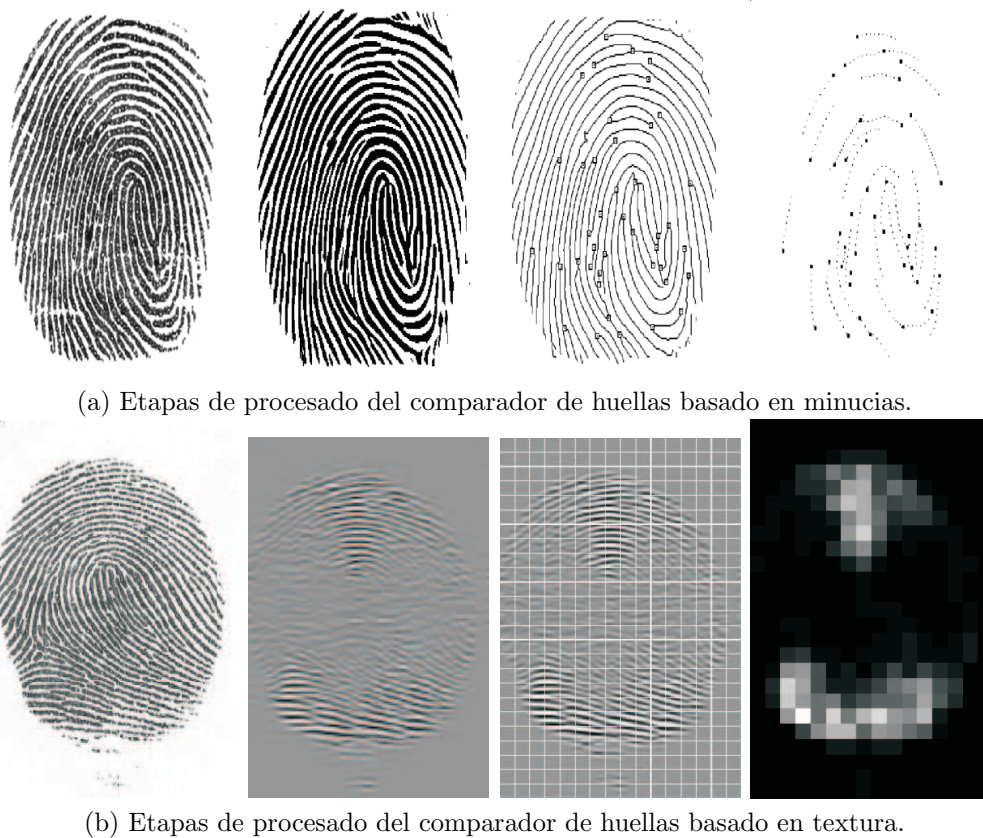 (a) Etapas de procesado del comparador de huellas basado en minucias.
(b) Etapas de procesado del comparador de huellas basado en textura.